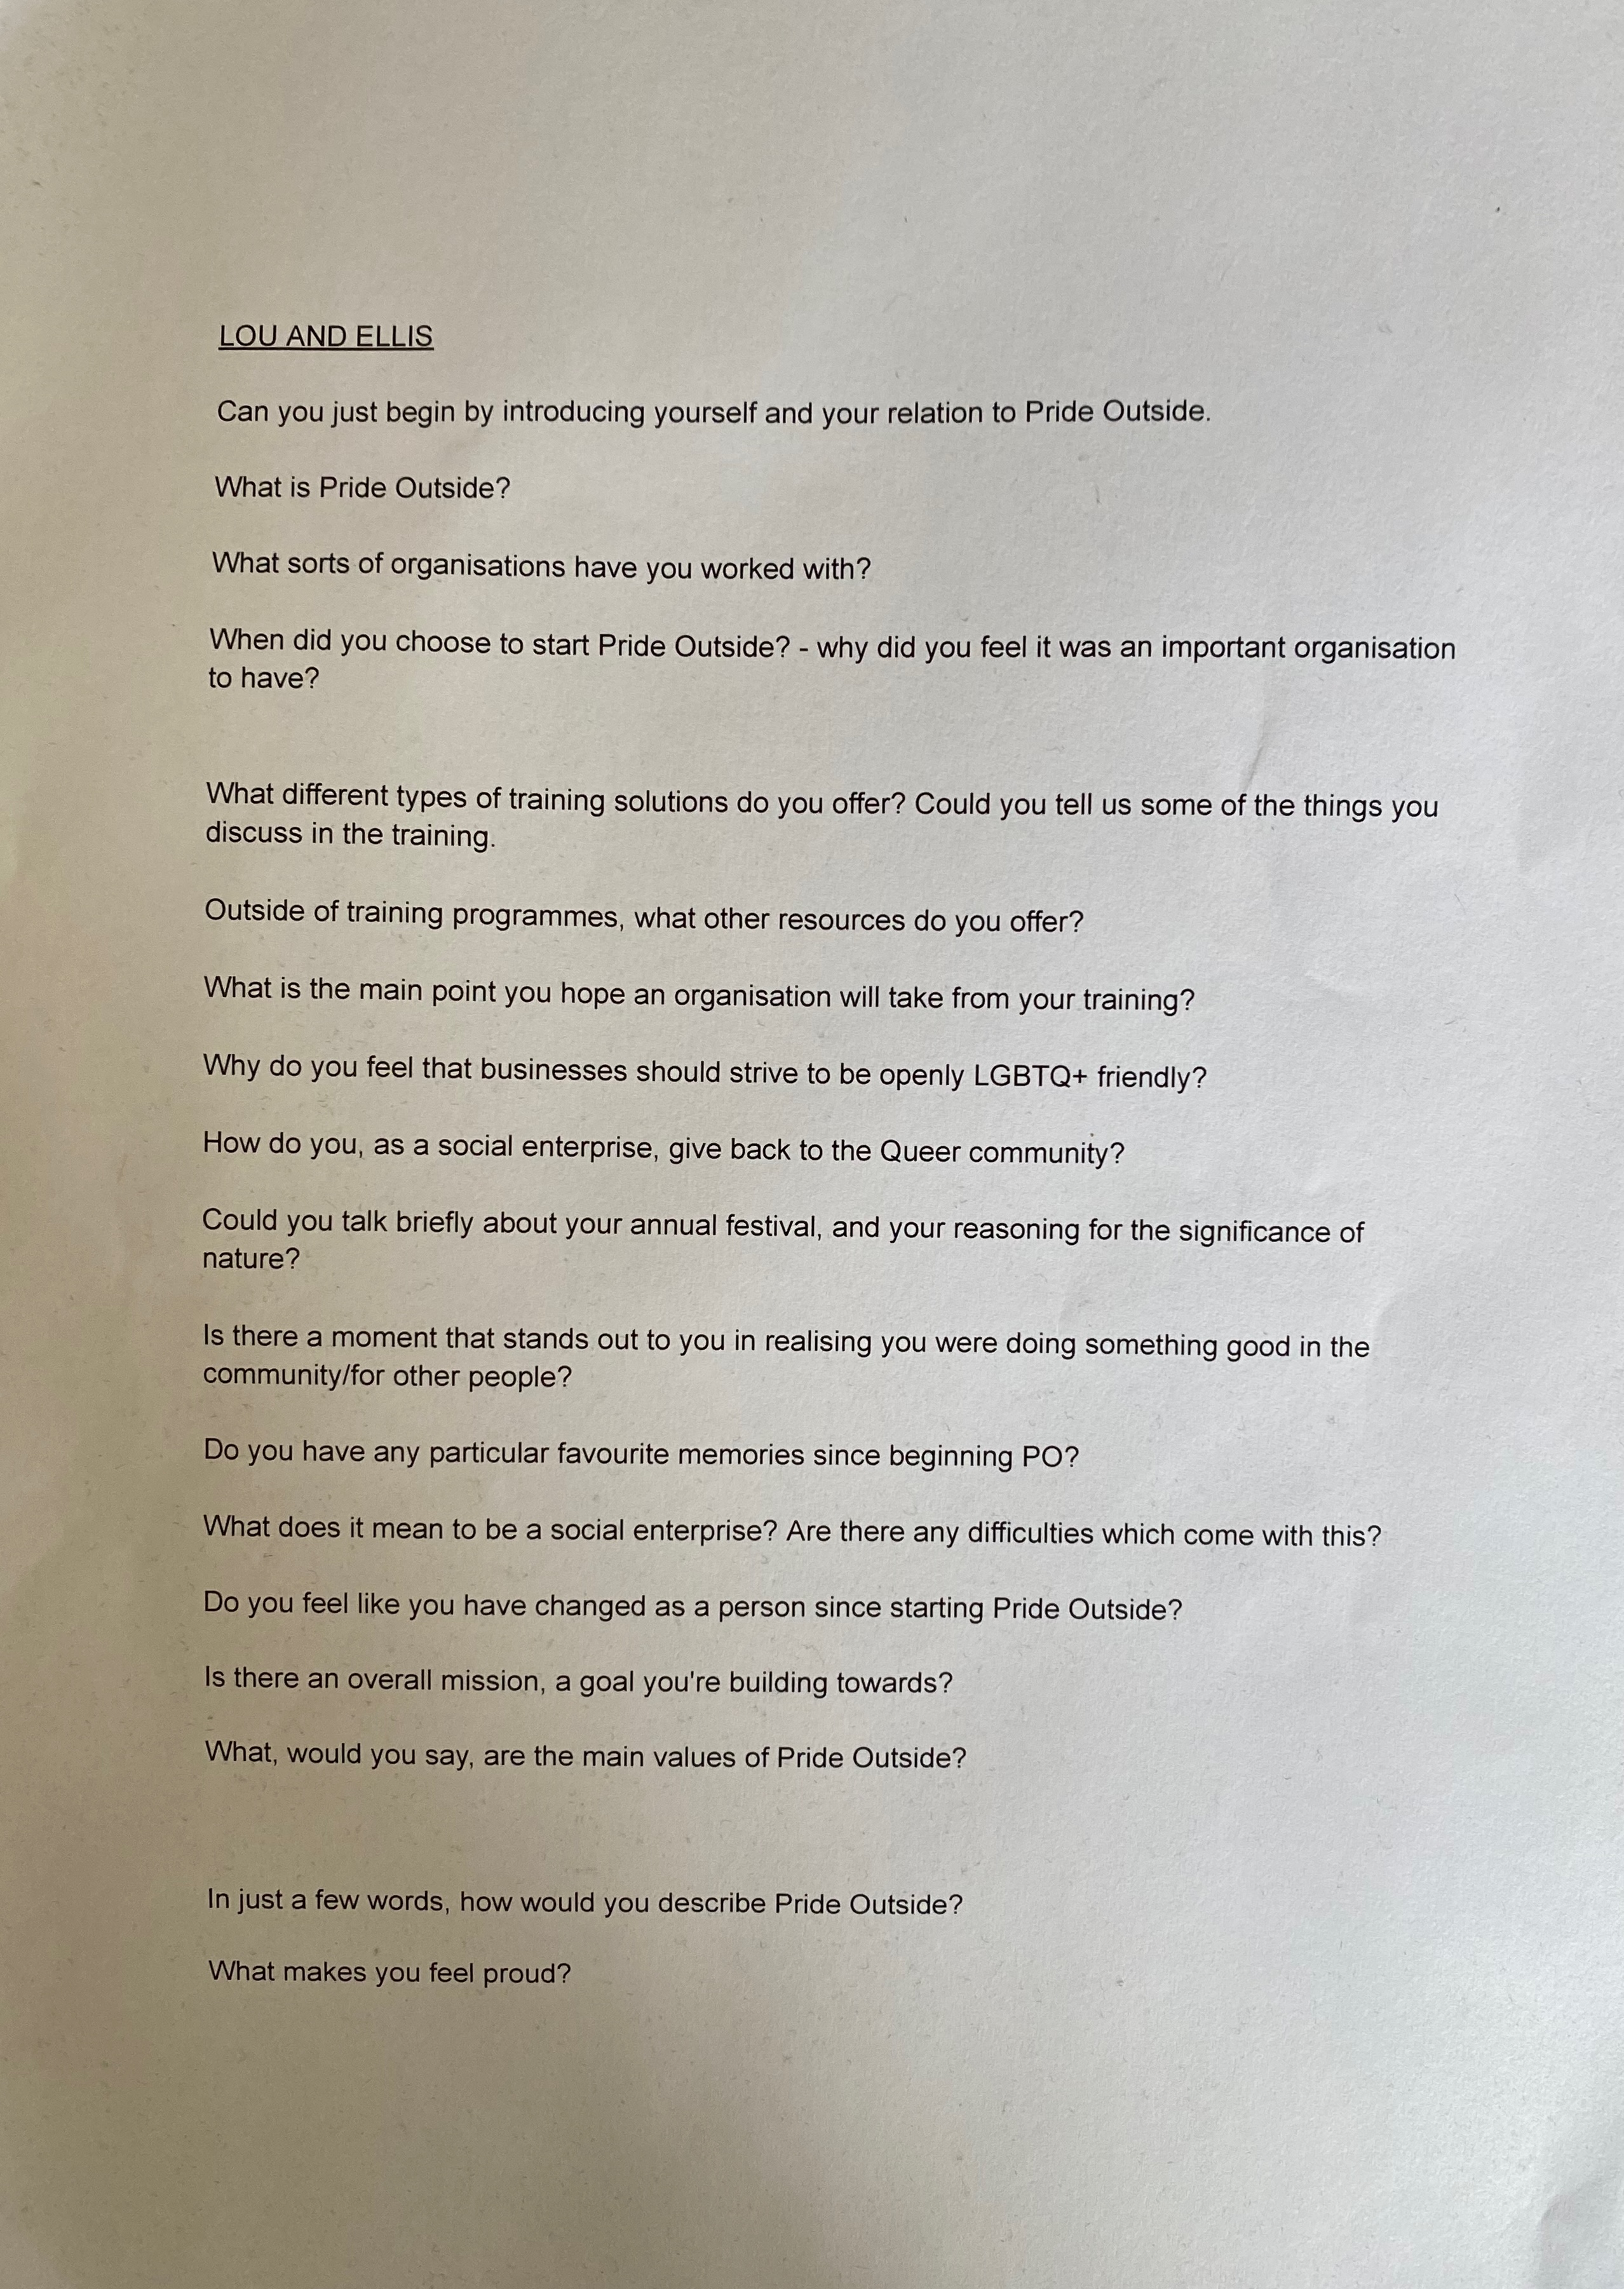 LOU AND ELLIS
Can you just begin by introducing yourself and your relation to Pride Outside.
What is Pride Outside?
What sorts of organisations have you worked with?
When did you choose to start Pride Outside? - why did you feel it was an important organisation
to have?
What different types of training solutions do you offer? Could you tell us some of the things you
discuss in the training.
Outside of training programmes, what other resources do you offer?
What is the main point you hope an organisation will take from your training?
Why do you feel that businesses should strive to be openly LGBTQ+ friendly?
How do you, as a social enterprise, give back to the Queer community?
Could you talk briefly about your annual festival, and your reasoning for the significance of
nature?
Is there a moment that stands out to you in realising you were doing something good in the
community/for other people?
Do you have any particular favourite memories since beginning PO?
What does it mean to be a social enterprise? Are there any difficulties which come with this?
Do you feel like you have changed as a person since starting Pride Outside?
Is there an overall mission, a goal you're building towards?
What, would you say, are the main values of Pride Outside?
In just a few words, how would you describe Pride Outside?
What makes you feel proud?